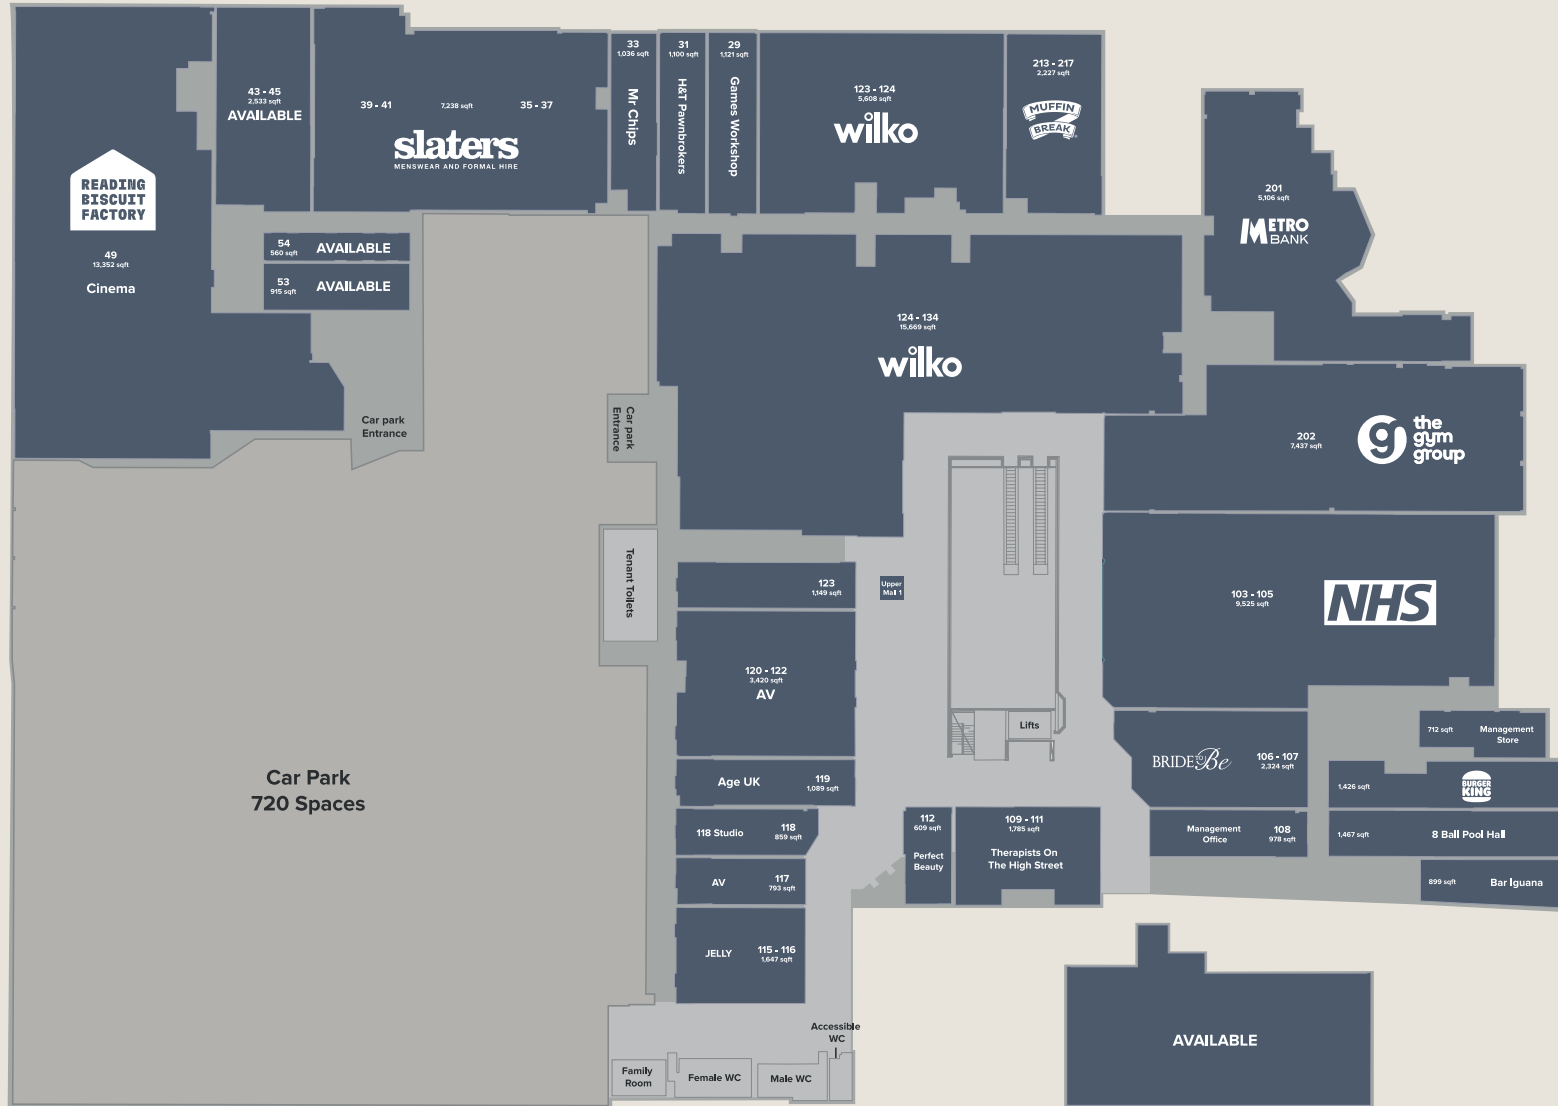 43 - 45
2,533 sqft
AVAILABLE
39 - 41
7,238 sqft
35 - 37
slaters
MENSWEAR AND FORMAL HIRE
33
1,036 sqft
Mr Chips
31
1,100 sqft
H&T Pawnbrokers
29
1,121 sqft
Games Workshop
123 - 124
5,608 sqft
wilko
213 - 217
2,227 sqft
MUFFIN
BREAK
READING
BISCUIT
FACTORY
49
13,352 sqft
Cinema
54
560 sqft
AVAILABLE
53
915 sqft
AVAILABLE
201
5,106 sqft
METRO
BANK
124 - 134
15,669 sqft
wilko
Car park
Entrance
Car park
Entrance
202
7,437 sqft
the
gym
group
Tenant Toilets
123
1,149 sqft
Upper
Mall 1
103 - 105
9,525 sqft
NHS
120 - 122
3,420 sqft
AV
Lifts
712 sqft
Management
Store
BRIDE TO Be
106 - 107
2,324 sqft
Age UK
119
1,089 sqft
1,426 sqft
BURGER
KING
Car Park
720 Spaces
118 Studio
118
859 sqft
112
609 sqft
Perfect
Beauty
109 - 111
1,785 sqft
Therapists On
The High Street
Management
Office
108
978 sqft
1,467 sqft
8 Ball Pool Hall
AV
117
793 sqft
899 sqft
Bar Iguana
JELLY
115 - 116
1,647 sqft
Accessible
WC
AVAILABLE
Family
Room
Female WC
Male WC